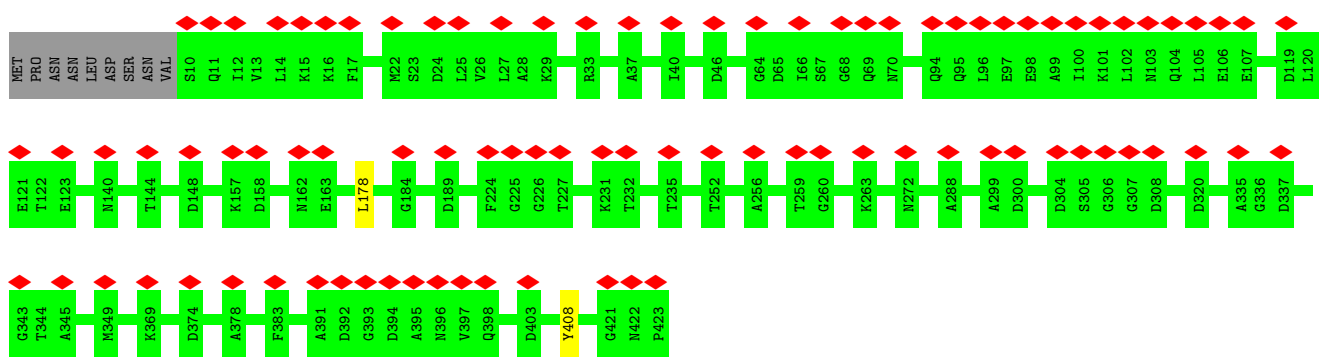 MET PRO ASN ASN LEU ASP SER ASN VAL S10 Q11 I12 V13 L14 K15 K16 F17 M22 S23 D24 L25 V26 L27 A28 K29 R33 A37 I40 D46 G64 D65 I66 S67 G68 Q69 N70 Q94 Q95 L96 E97 E98 A99 I100 K101 L102 N103 Q104 L105 E106 E107 D119 L120
E121 T122 E123 N140 T144 D148 K157 D158 N162 E163 L178 G184 D189 F224 G225 G226 T227 K231 T232 T235 T252 A256 T259 G260 K263 N272 A288 A299 D300 D304 S305 G306 G307 D308 D320 A335 G336 D337
G343 T344 A345 M349 K369 D374 A378 F383 A391 D392 G393 D394 A395 N396 V397 Q398 D403 Y408 G421 N422 P423